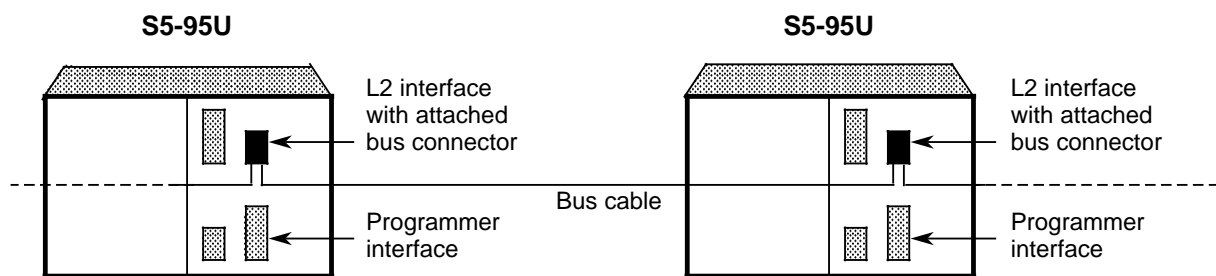 S5-95U
S5-95U
L2 interface
with attached
bus connector
L2 interface
with attached
bus connector
Bus cable
Programmer
interface
Programmer
interface